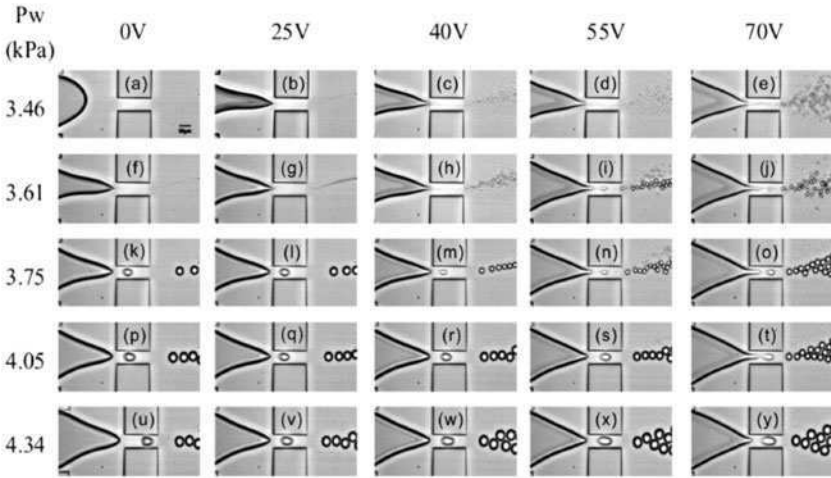 Pw
(kPa)
0V 25V 40V 55V 70V
3.46 (a) (b) (c) (d) (e)
3.61 (f) (g) (h) (i) (j)
3.75 (k) (l) (m) (n) (o)
4.05 (p) (q) (r) (s) (t)
4.34 (u) (v) (w) (x) (y)